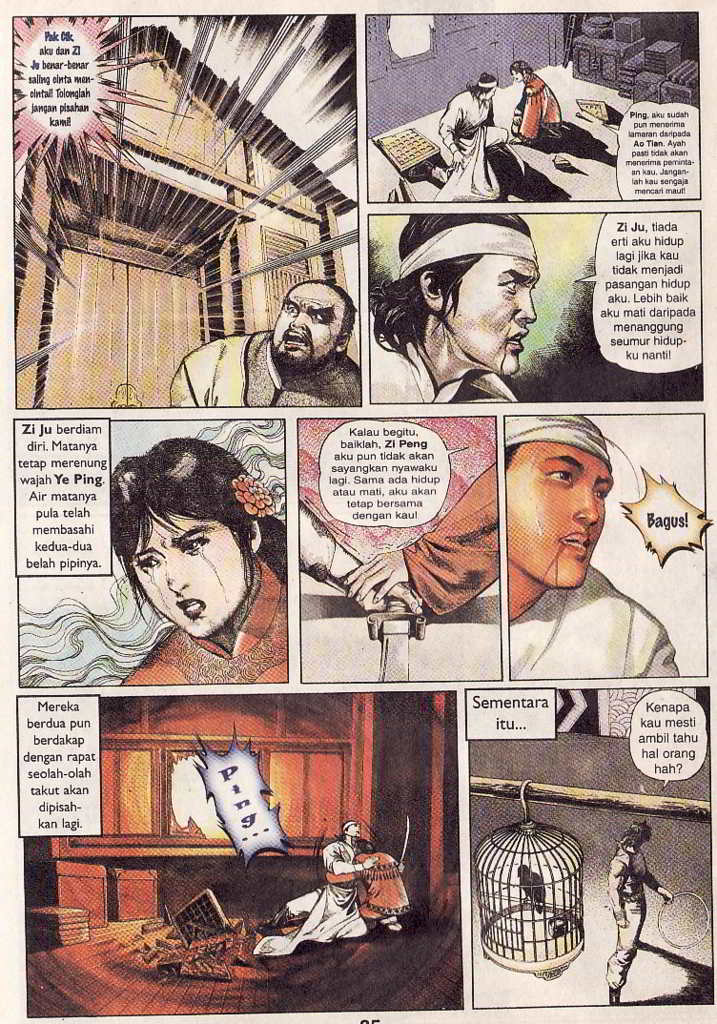 Pak Cik,
aku dan Zi
Ju benar-benar
saling cinta men-
cintai! Tolonglah
jangan pisahan
kami!
Ping, aku sudah
pun menerima
lamaran daripada
Ao Tian. Ayah
pasti tidak akan
menerima peminta-
an kau. Jangan-
lah kau sengaja
mencari maut!
Zi Ju, tiada
erti aku hidup
lagi jika kau
tidak menjadi
pasangan hidup
aku. Lebih baik
aku mati daripada
menanggung
seumur hidup-
ku nanti!
Zi Ju berdiam
diri. Matanya
tetap merenung
wajah Ye Ping.
Air matanya
pula telah
membasahi
kedua-dua
belah pipinya.
Kalau begitu,
baiklah, Zi Peng
aku pun tidak akan
sayangkan nyawaku
lagi. Sama ada hidup
atau mati, aku akan
tetap bersama
dengan kau!
Bagus!
Mereka
berdua pun
berdakap
dengan rapat
seolah-olah
takut akan
dipisah-
kan lagi.
Ping...
Sementara
itu...
Kenapa
kau mesti
ambil tahu
hal orang
hah?